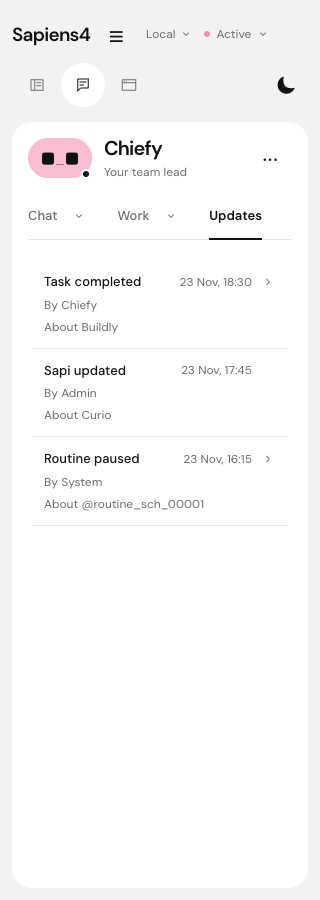 Sapiens4
Local
Active
Chiefy
Your team lead
Chat
Work
Updates
Task completed
23 Nov, 18:30
By Chiefy
About Buildly
Sapi updated
23 Nov, 17:45
By Admin
About Curio
Routine paused
23 Nov, 16:15
By System
About @routine_sch_00001